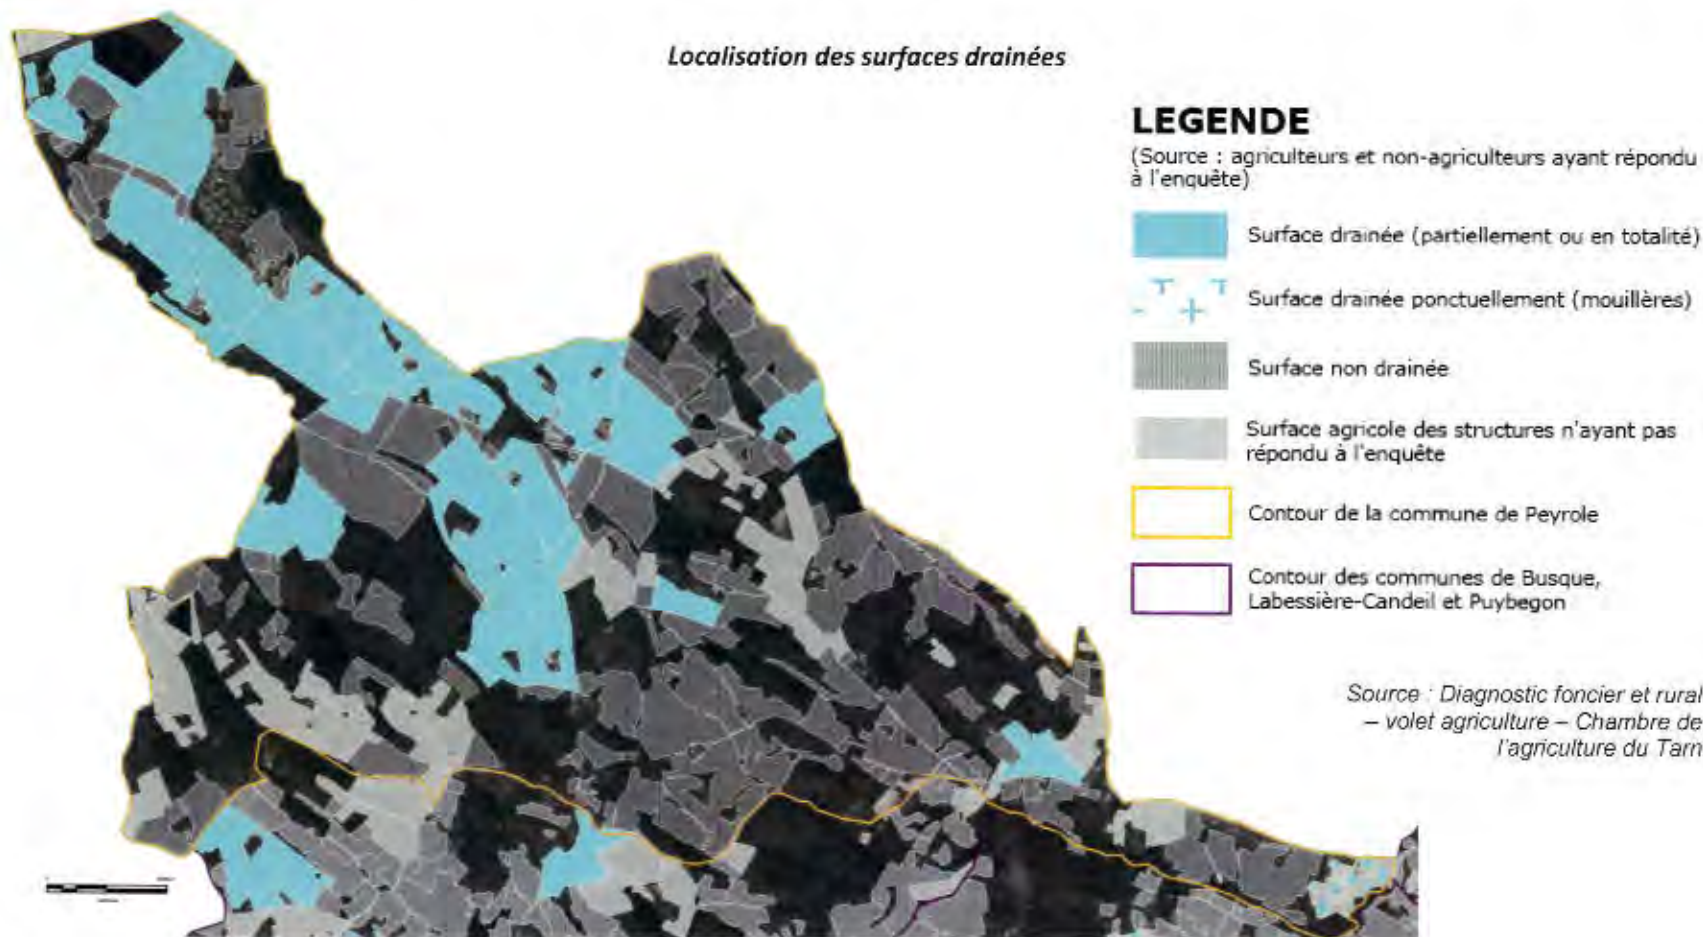 Localisation des surfaces drainées
LEGENDE
(Source : agriculteurs et non-agriculteurs ayant répondu
à l'enquête)
Surface drainée (partiellement ou en totalité)
Surface drainée ponctuellement (mouillères)
Surface non drainée
Surface agricole des structures n'ayant pas
répondu à l'enquête
Contour de la commune de Peyrole
Contour des communes de Busque,
Labessière-Candeil et Puybegon
Source : Diagnostic foncier et rural
– volet agriculture – Chambre de
l'agriculture du Tarn